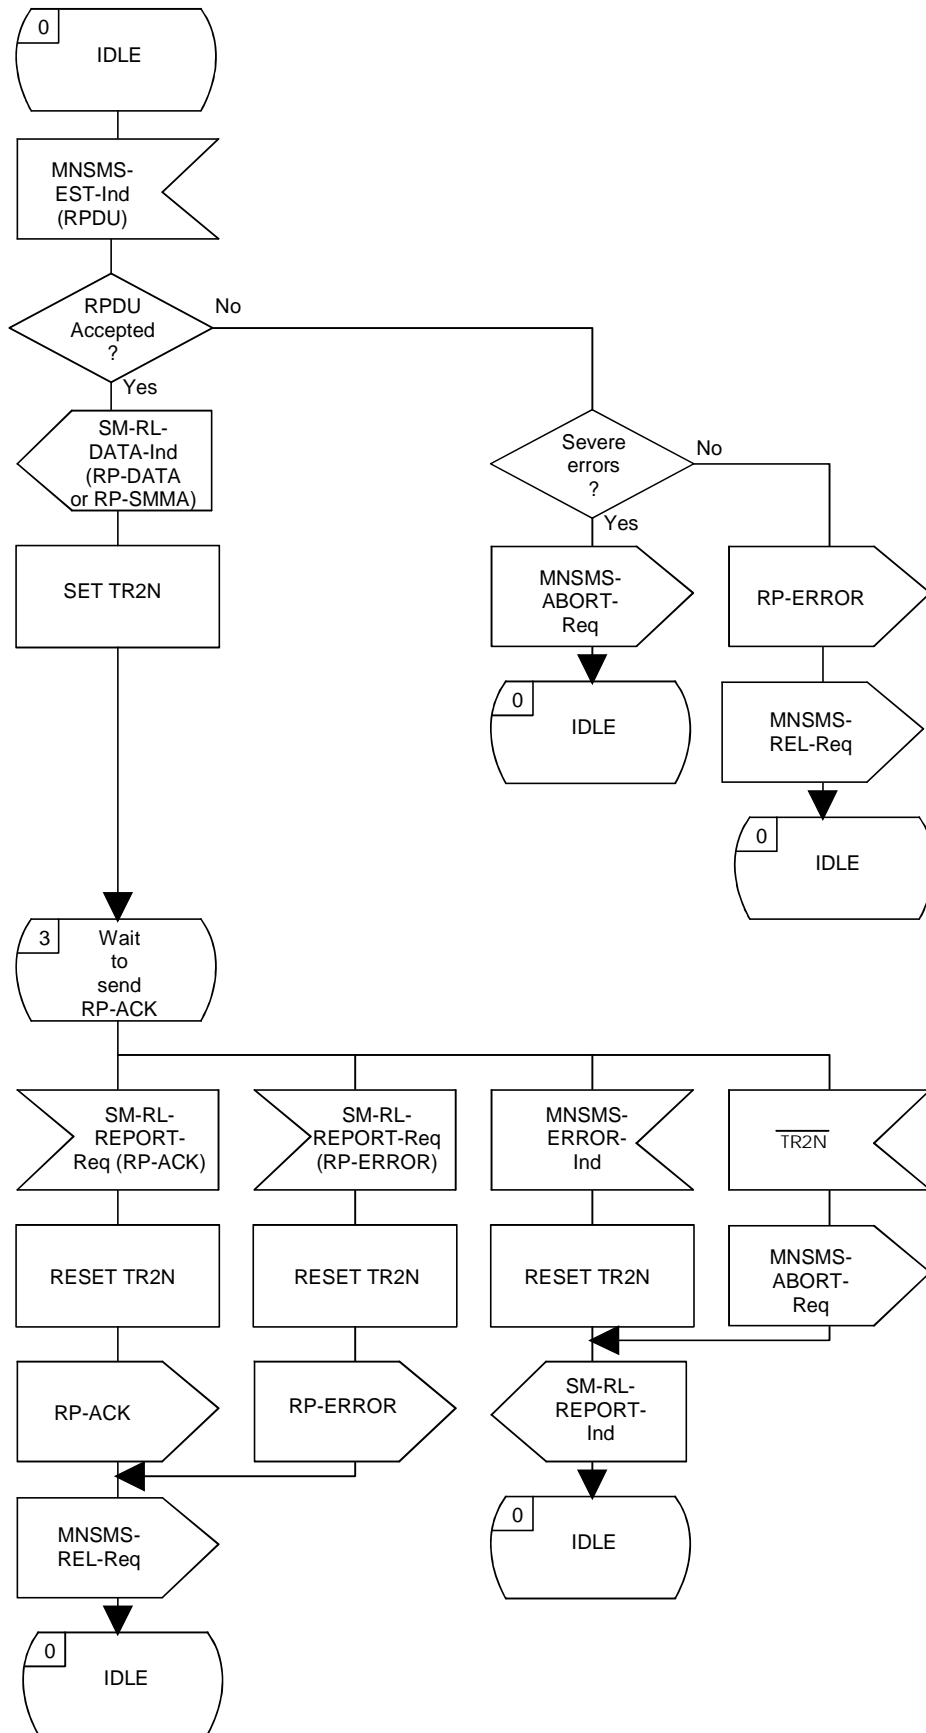 0
IDLE
MNSMS-
EST-Ind
(RPDU)
RPDU
Accepted
?
No
Yes
SM-RL-
DATA-Ind
(RP-DATA
or RP-SMMA)
SET TR2N
Severe
errors
?
No
Yes
MNSMS-
ABORT-
Req
RP-ERROR
0
IDLE
MNSMS-
REL-Req
0
IDLE
3
Wait
to
send
RP-ACK
SM-RL-
REPORT-
Req (RP-ACK)
SM-RL-
REPORT-Req
(RP-ERROR)
MNSMS-
ERROR-
Ind
TR2N
RESET TR2N
RESET TR2N
RESET TR2N
MNSMS-
ABORT-
Req
RP-ACK
RP-ERROR
SM-RL-
REPORT-
Ind
MNSMS-
REL-Req
0
IDLE
0
IDLE